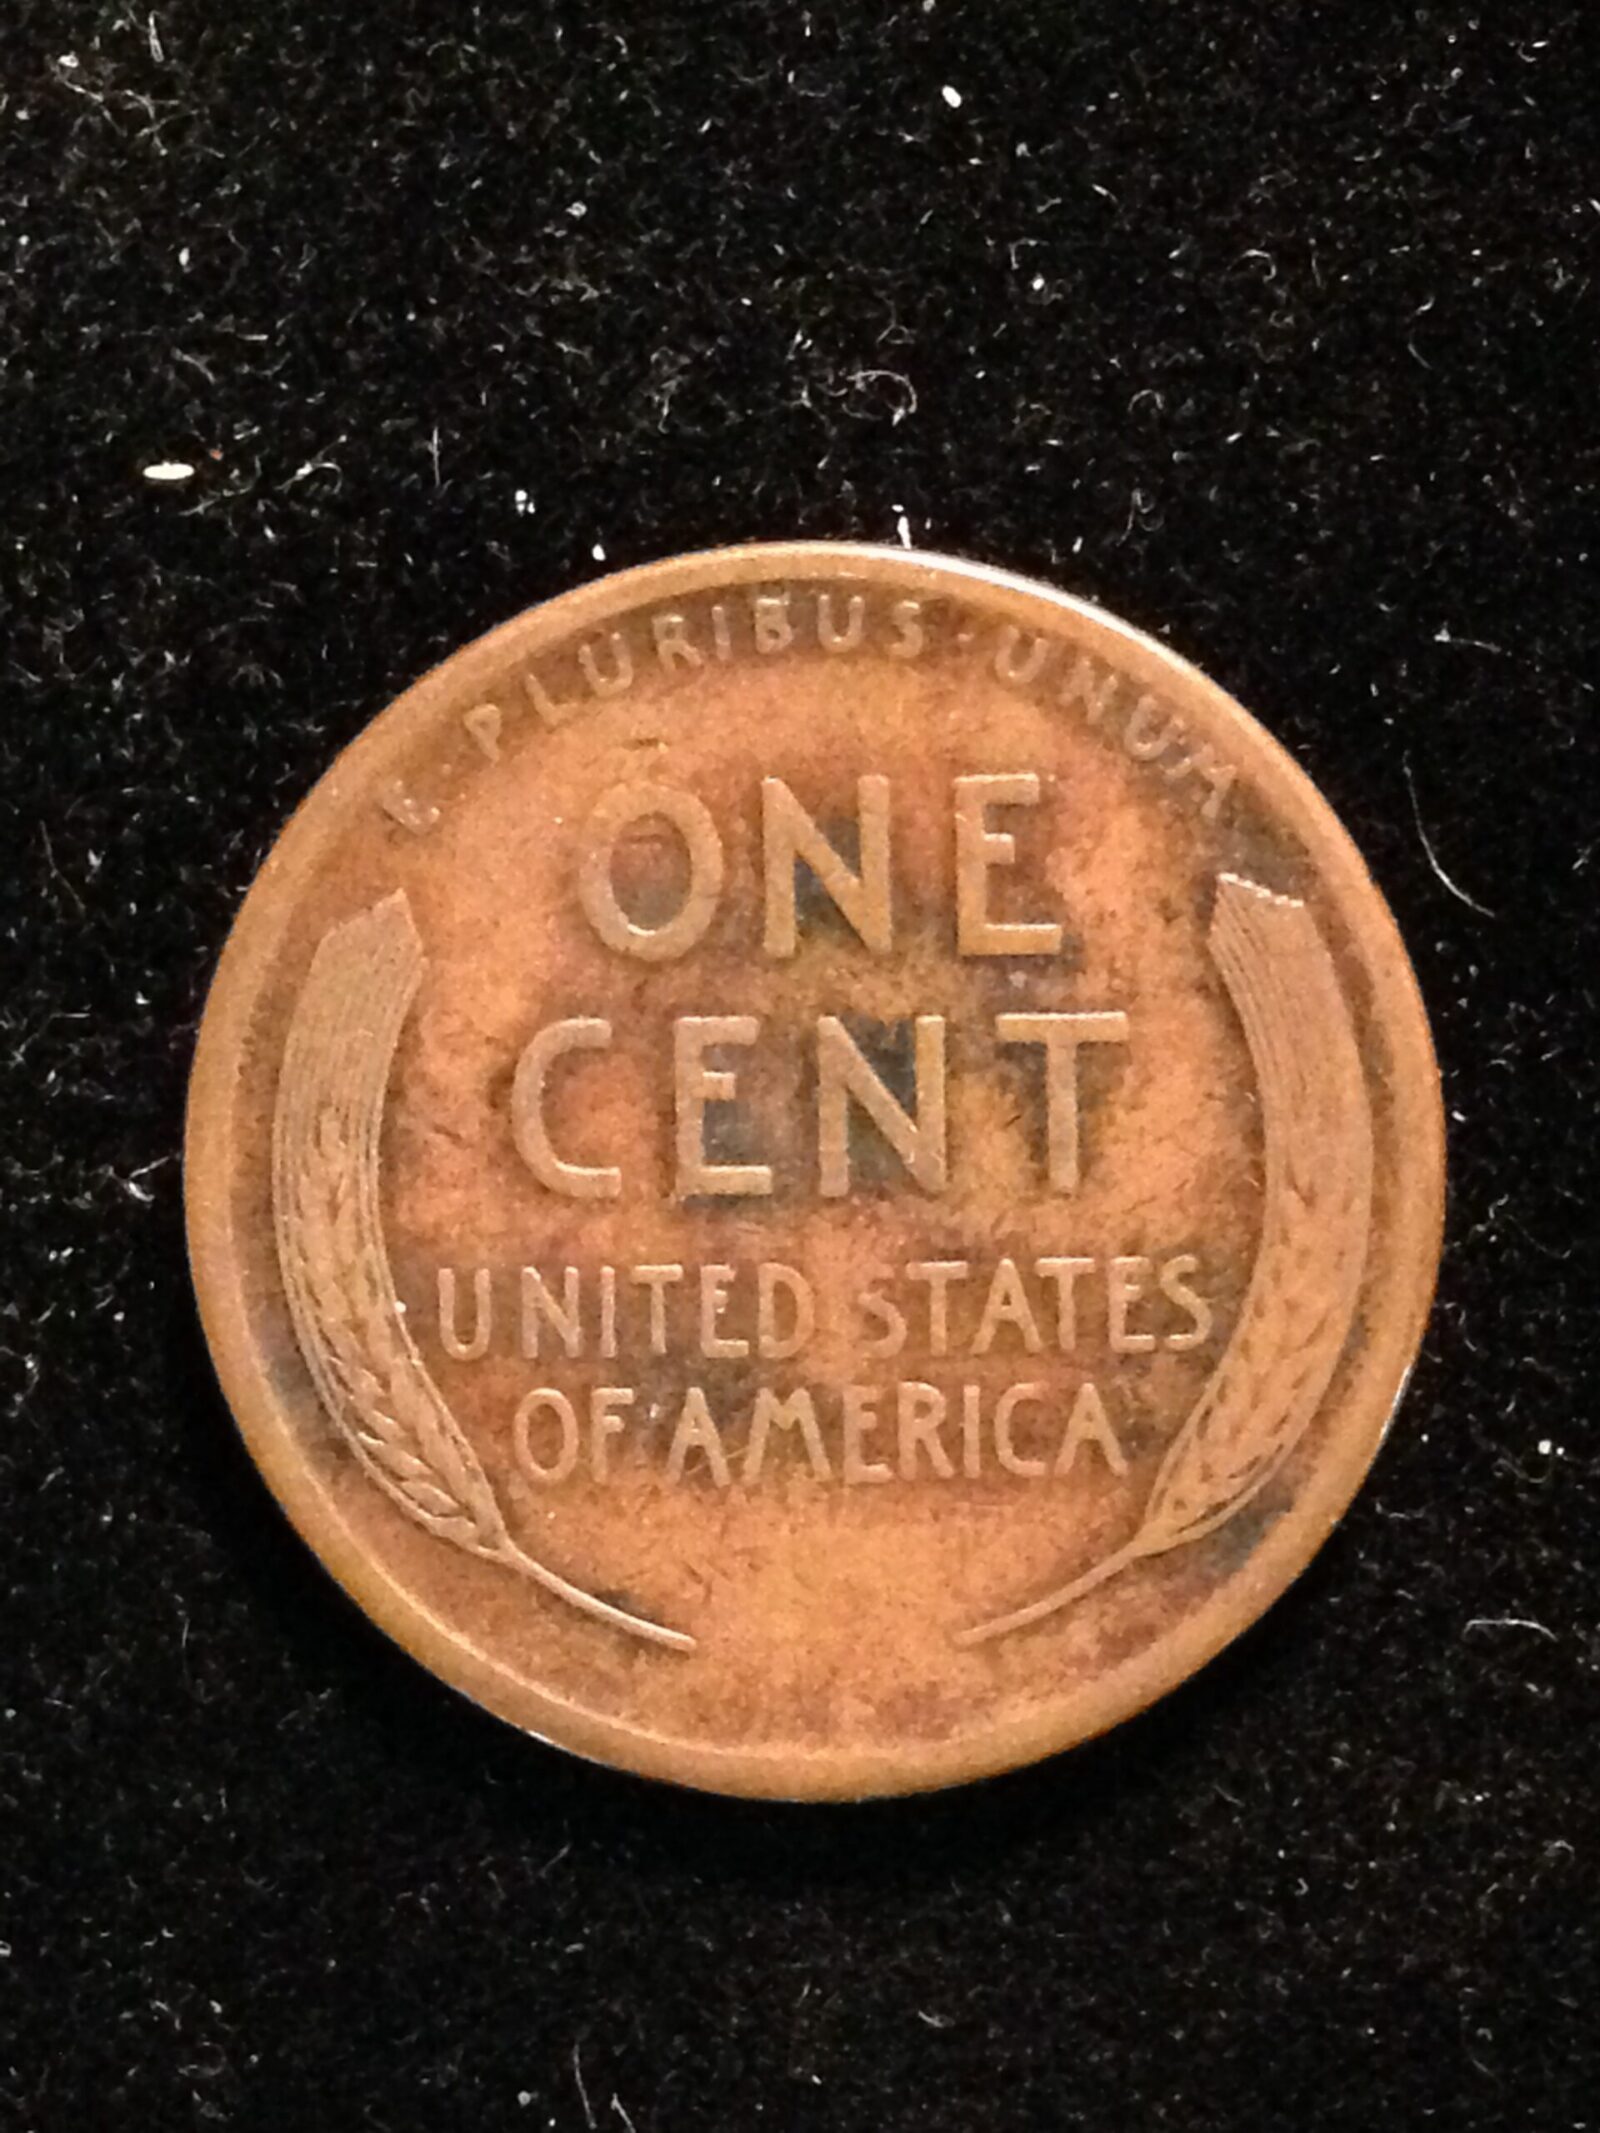 E·PLURIBUS·UNUM
ONE
CENT
UNITED STATES
OF AMERICA